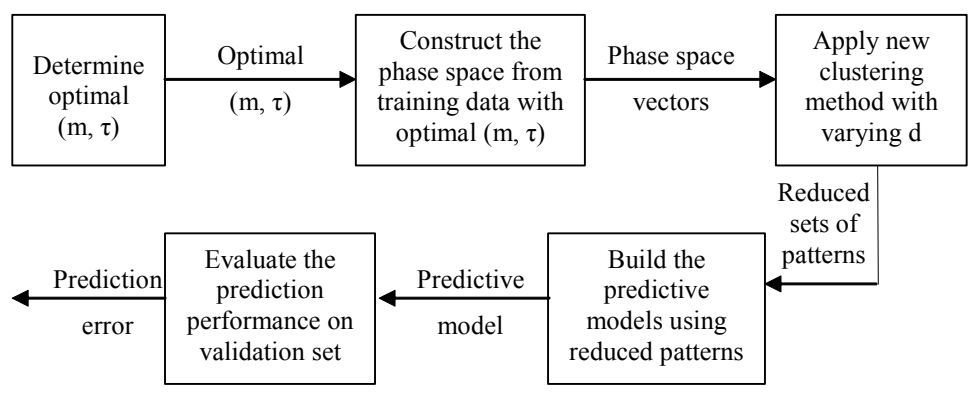 Determine
optimal
(m, τ)
Optimal
(m, τ)
Construct the
phase space from
training data with
optimal (m, τ)
Phase space
vectors
Apply new
clustering
method with
varying d
Reduced
sets of
patterns
Build the
predictive
models using
reduced patterns
Predictive
model
Evaluate the
prediction
performance on
validation set
Prediction
error